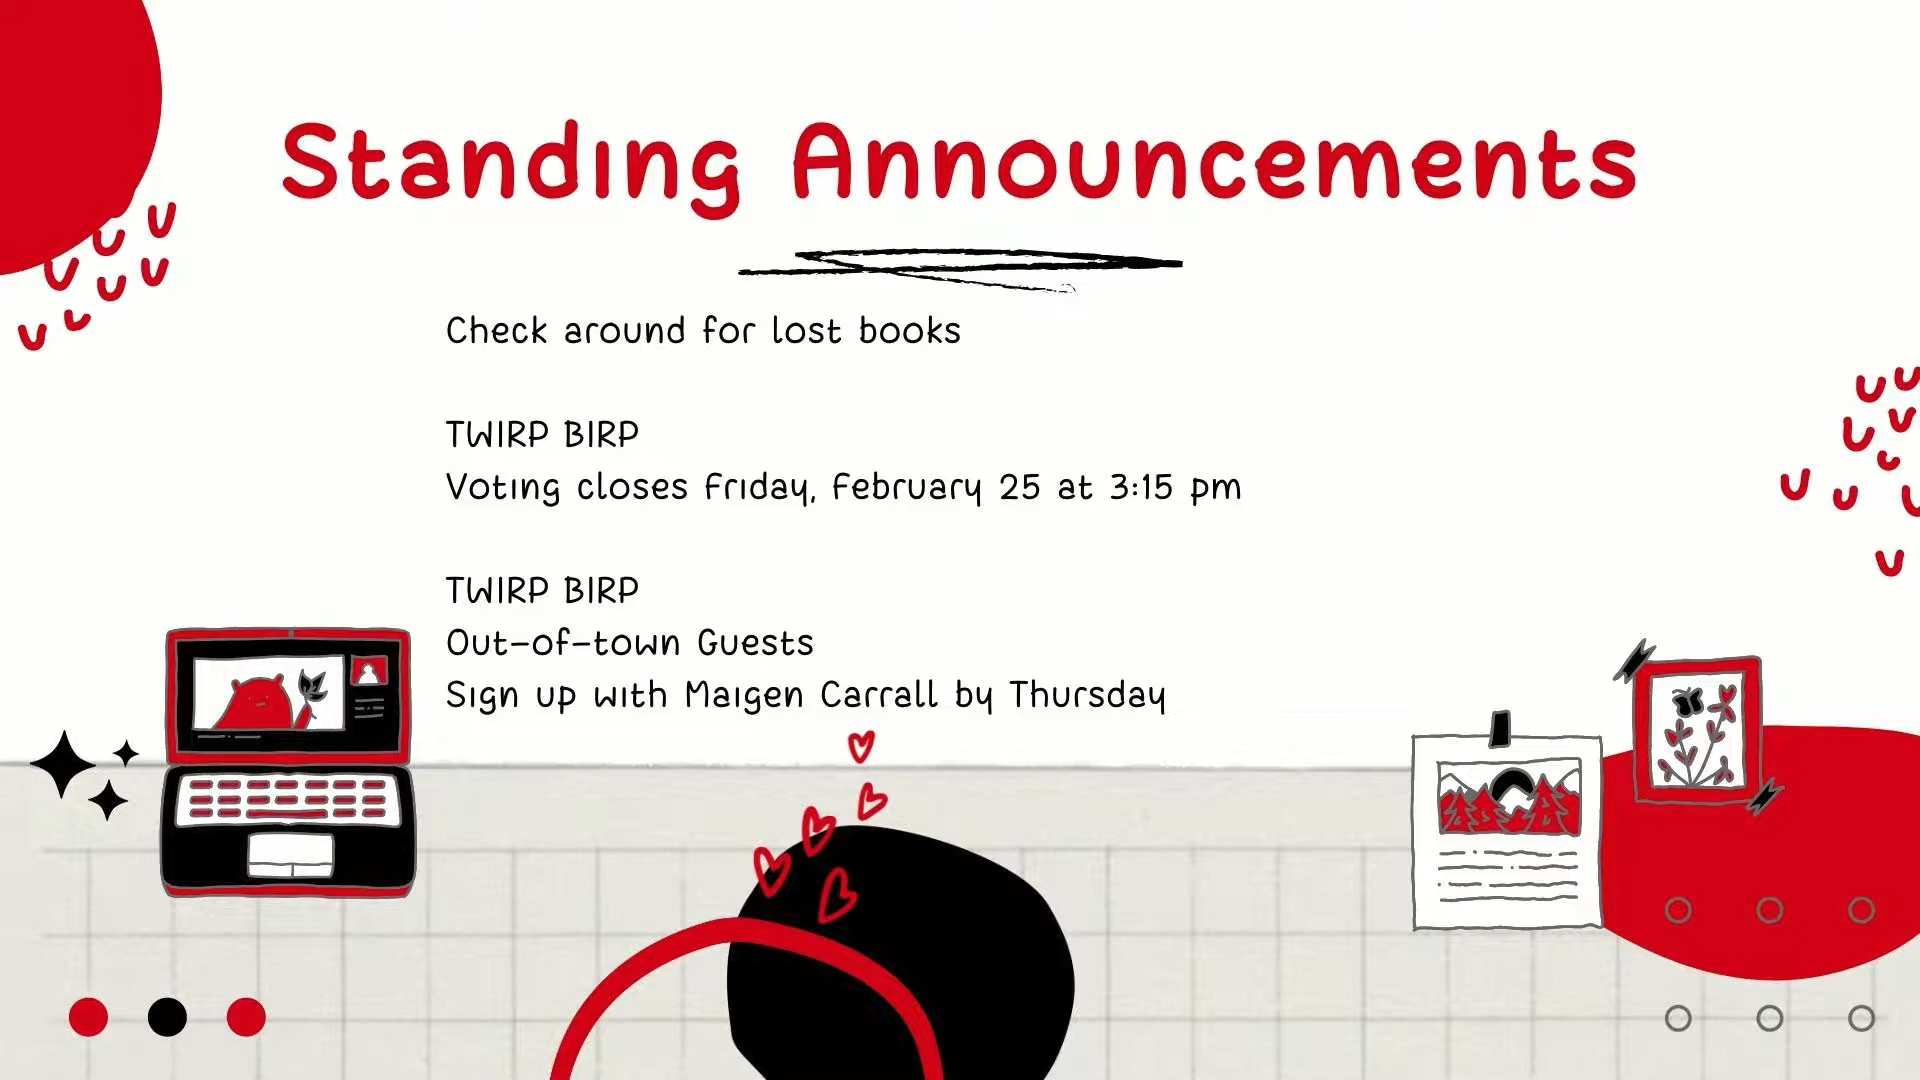 Standing Announcements
Check around for lost books
TWIRP BIRP
Voting closes Friday, February 25 at 3:15 pm
TWIRP BIRP
Out-of-town Guests
Sign up with Maigen Carrall by Thursday